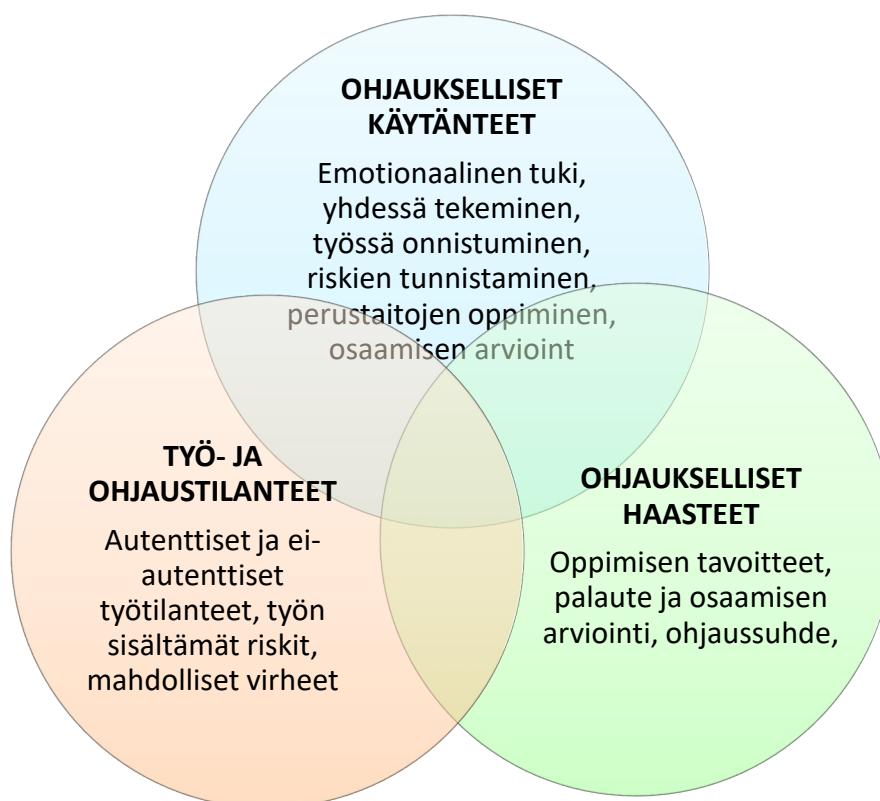 OHJAUKSELLISET
KÄYTÄNTEET
Emotionaalinen tuki,
yhdessä tekeminen,
työssä onnistuminen,
riskien tunnistaminen,
perustaitojen oppiminen,
osaamisen arvioint
TYÖ- JA
OHJAUSTILANTEET
Autenttiset ja ei-
autenttiset
työtilanteet, työn
sisältämät riskit,
mahdolliset virheet
OHJAUKSELLISET
HAASTEET
Oppimisen tavoitteet,
palaute ja osaamisen
arviointi, ohjaussuhde,